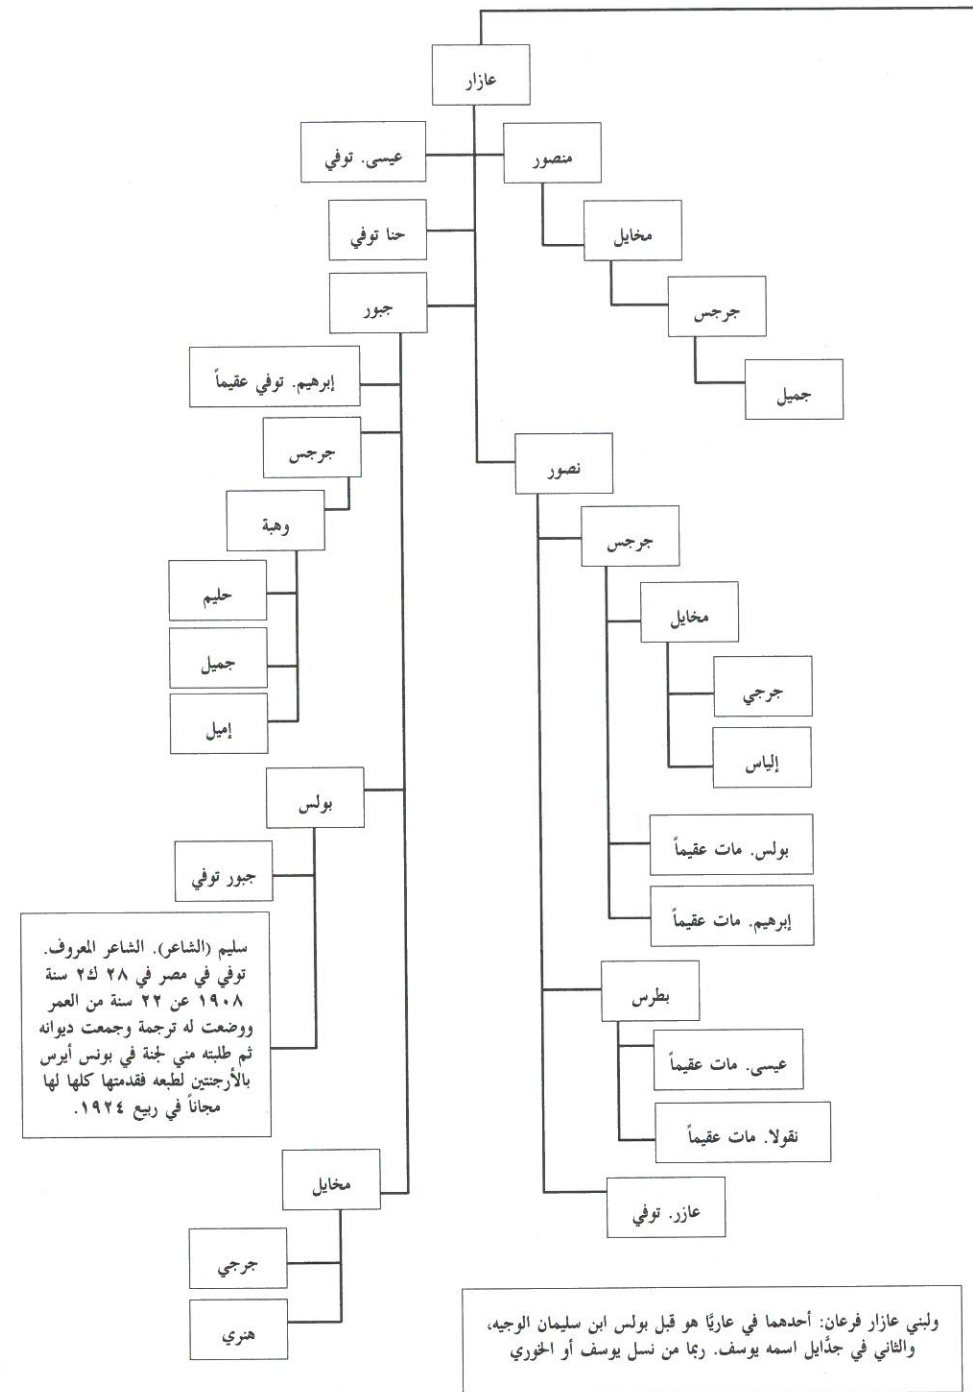 عازار
منصور
عيسى. توفي
مخايل
حنا توفي
جرجس
جبور
جميل
إبرهيم. توفي عقيماً
جرجس
نصور
وهبة
جرجس
حليم
مخايل
جميل
جرجي
إميل
إلياس
بولس
بولس. مات عقيماً
جبور توفي
إبرهيم. مات عقيماً
سليم (الشاعر). الشاعر المعروف.
توفي في مصر في ٢٨ ك٢ سنة
١٩٠٨ عن ٢٢ سنة من العمر
ووضعت له ترجمة وجمعت ديوانه
ثم طلبته مني لجنة في بونس أيرس
بالأرجنتين لطبعه فقدمتها كلها لها
مجاناً في ربيع ١٩٢٤.
بطرس
عيسى. مات عقيماً
نقولا. مات عقيماً
مخايل
عازر. توفي
جرجي
هنري
ولبني عازار فرعان: أحدهما في عاريَّا هو قبل بولس ابن سليمان الوجيه،
والثاني في جدَّايل اسمه يوسف. ربما من نسل يوسف أو الخوري